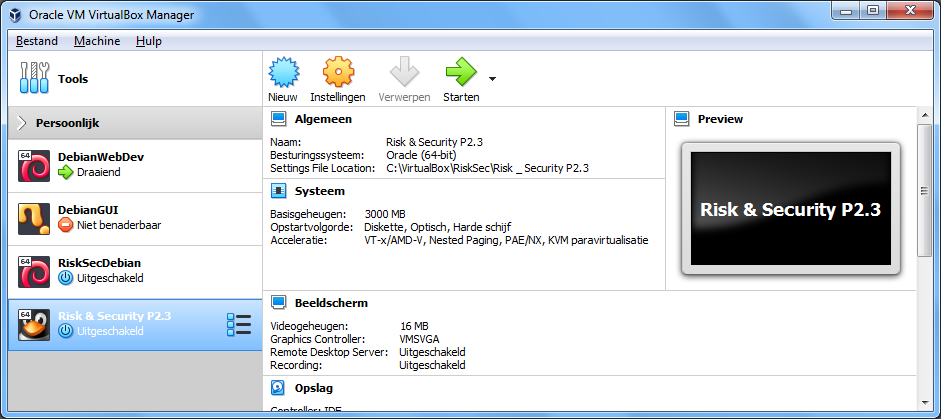 Oracle VM VirtualBox Manager
Bestand Machine Hulp
Tools
Nieuw Instellingen Verwerpen Starten
Persoonlijk
64 DebianWebDev
Draaiend
DebianGUI
Niet benaderbaar
64 RiskSecDebian
Uitgeschakeld
64 Risk & Security P2.3
Uitgeschakeld
Algemeen
Naam: Risk & Security P2.3
Besturingssysteem: Oracle (64-bit)
Settings File Location: C:\VirtualBox\RiskSec\Risk _ Security P2.3
Systeem
Basisgeheugen: 3000 MB
Opstartvolgorde: Diskette, Optisch, Harde schijf
Acceleratie: VT-x/AMD-V, Nested Paging, PAE/NX, KVM paravirtualisatie
Preview
Risk & Security P2.3
Beeldscherm
Videogeheugen: 16 MB
Graphics Controller: VMSVGA
Remote Desktop Server: Uitgeschakeld
Recording: Uitgeschakeld
Opslag
Controller: IDE